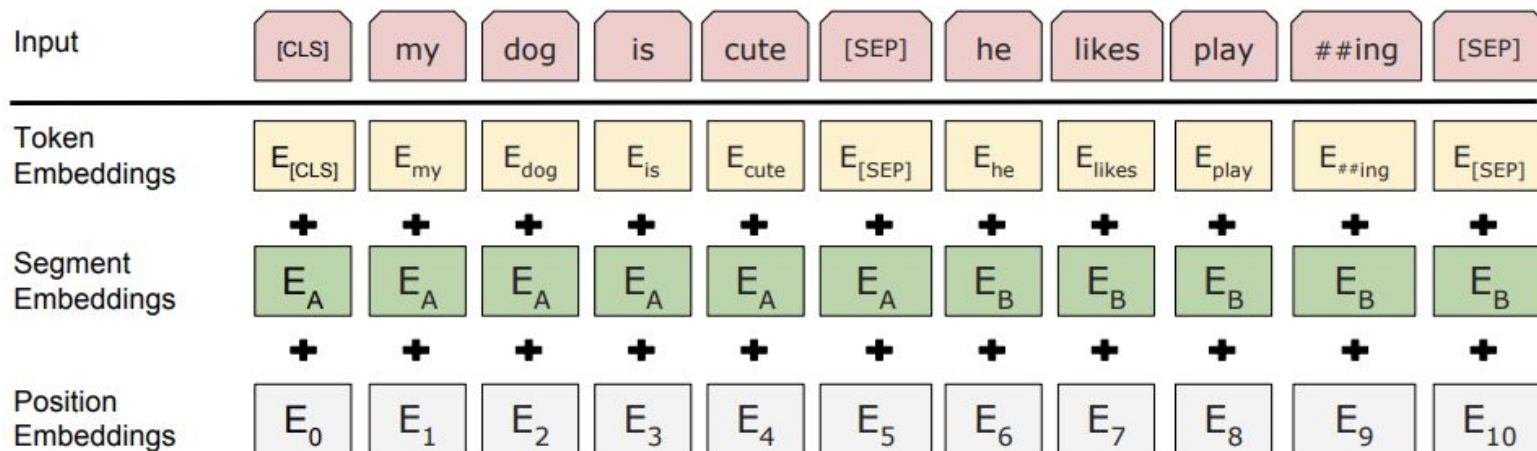 Input [CLS] my dog is cute [SEP] he likes play ##ing [SEP]
Token Embeddings E[CLS] Emy Edog Eis Ecute E[SEP] Ehe Elikes Eplay E##ing E[SEP]
+ + + + + + + + + + +
Segment Embeddings EA EA EA EA EA EA EB EB EB EB EB
+ + + + + + + + + + +
Position Embeddings E0 E1 E2 E3 E4 E5 E6 E7 E8 E9 E10